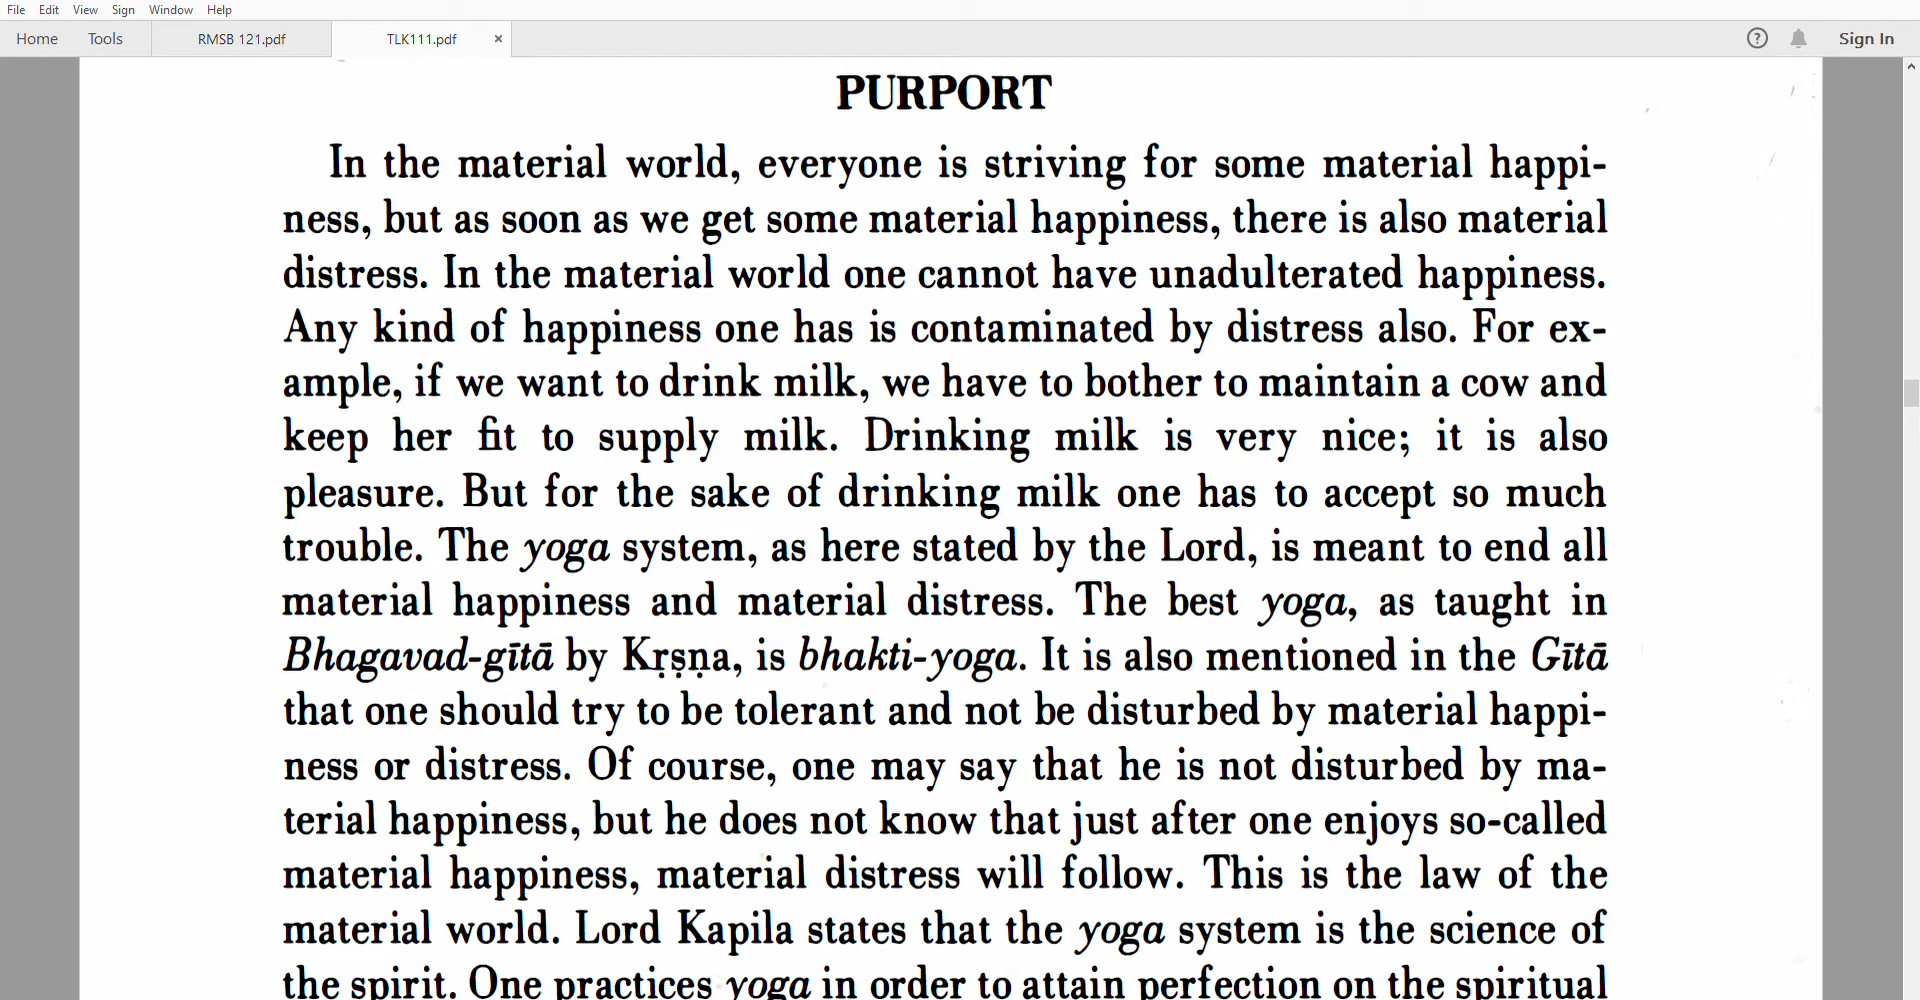 File Edit View Sign Window Help
Home Tools RMSB 121.pdf TLK111.pdf × Sign In
PURPORT
In the material world, everyone is striving for some material happi-
ness, but as soon as we get some material happiness, there is also material
distress. In the material world one cannot have unadulterated happiness.
Any kind of happiness one has is contaminated by distress also. For ex-
ample, if we want to drink milk, we have to bother to maintain a cow and
keep her fit to supply milk. Drinking milk is very nice; it is also
pleasure. But for the sake of drinking milk one has to accept so much
trouble. The yoga system, as here stated by the Lord, is meant to end all
material happiness and material distress. The best yoga, as taught in
Bhagavad-gītā by Kṛṣṇa, is bhakti-yoga. It is also mentioned in the Gītā
that one should try to be tolerant and not be disturbed by material happi-
ness or distress. Of course, one may say that he is not disturbed by ma-
terial happiness, but he does not know that just after one enjoys so-called
material happiness, material distress will follow. This is the law of the
material world. Lord Kapila states that the yoga system is the science of
the spirit. One practices yoga in order to attain perfection on the spiritual